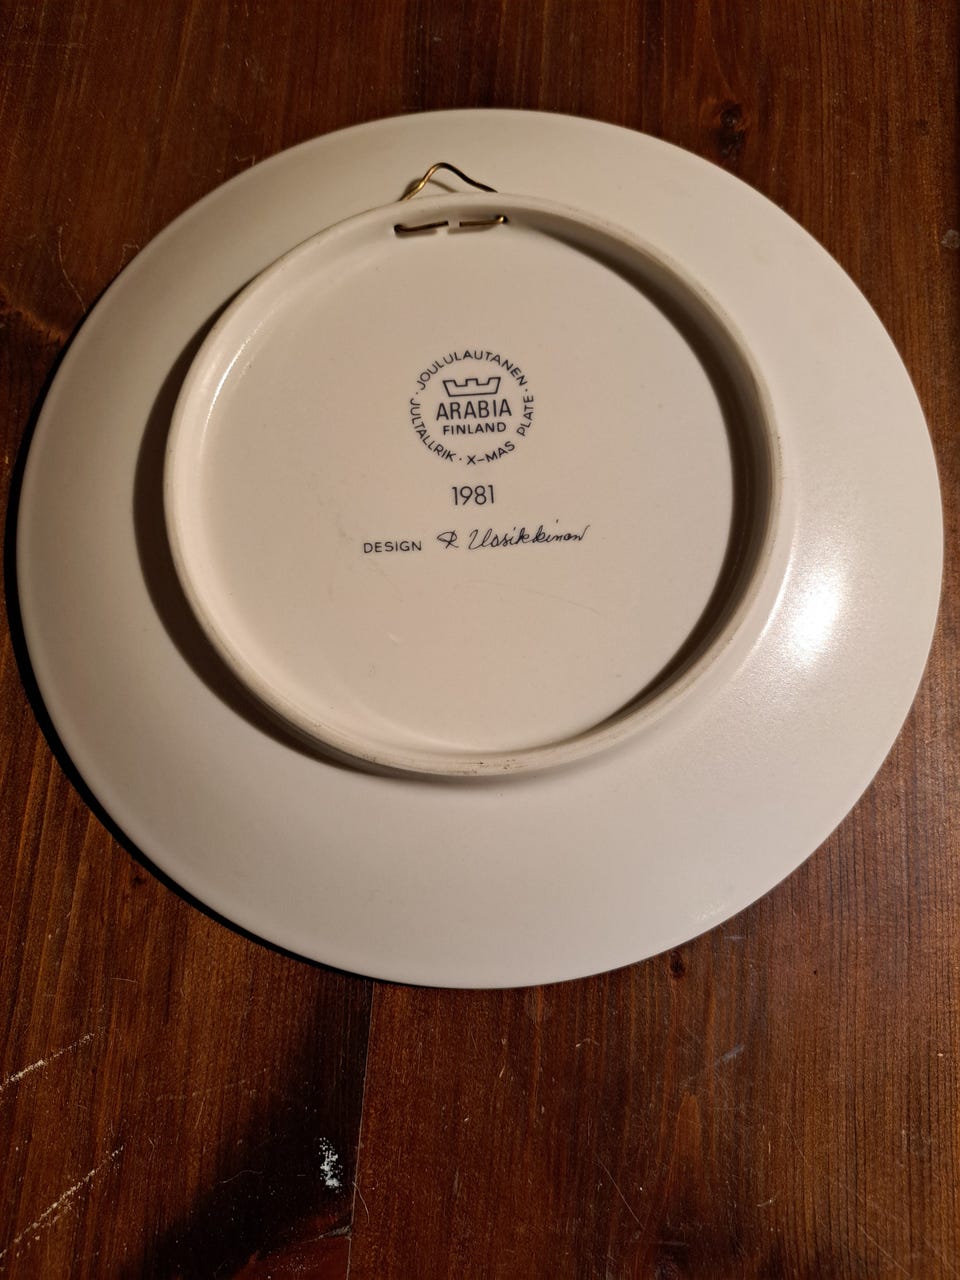 · JOULULAUTANEN ·
ARABIA
FINLAND
JULTALLRIK · X-MAS PLATE
1981
DESIGN R Uosikkinen